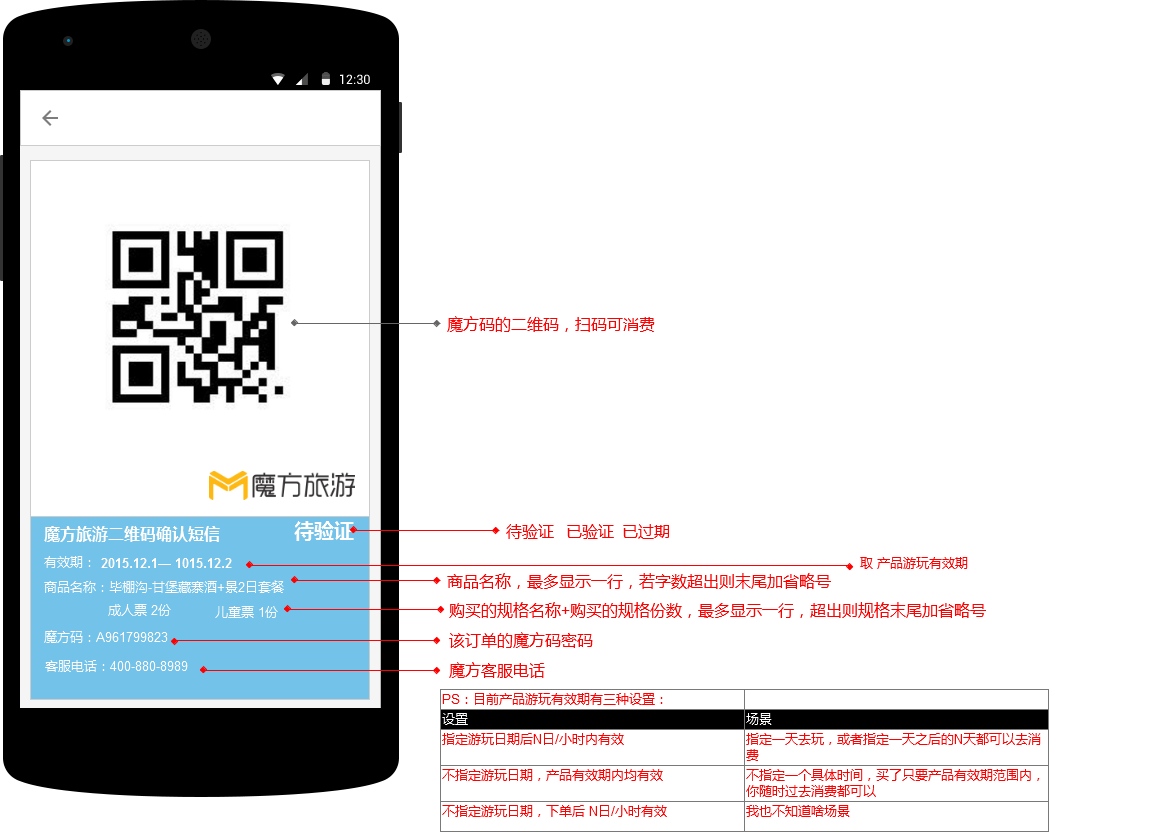 12:30
魔方码的二维码，扫码可消费
魔方旅游
魔方旅游二维码确认短信 待验证
待验证 已验证 已过期
有效期： 2015.12.1— 1015.12.2
取 产品游玩有效期
商品名称：毕棚沟-甘堡藏寨酒+景2日套餐
商品名称，最多显示一行，若字数超出则末尾加省略号
成人票 2份 儿童票 1份
购买的规格名称+购买的规格份数，最多显示一行，超出则规格末尾加省略号
魔方码：A961799823
该订单的魔方码密码
客服电话：400-880-8989
魔方客服电话
PS：目前产品游玩有效期有三种设置：
设置 场景
指定游玩日期后N日/小时内有效 指定一天去玩，或者指定一天之后的N天都可以去消
费
不指定游玩日期，产品有效期内均有效 不指定一个具体时间，买了只要产品有效期范围内，
你随时过去消费都可以
不指定游玩日期，下单后 N日/小时有效 我也不知道啥场景